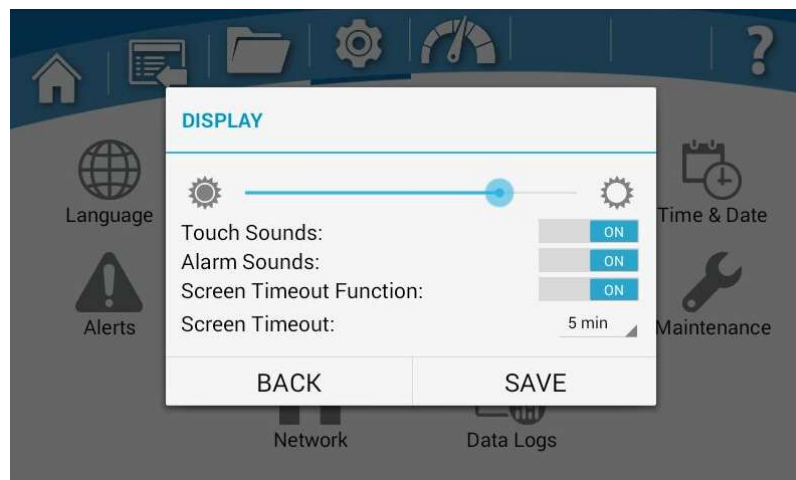 ?
DISPLAY
Language
Time & Date
Touch Sounds: ON
Alarm Sounds: ON
Screen Timeout Function: ON
Alerts
Screen Timeout: 5 min
Maintenance
BACK SAVE
Network Data Logs